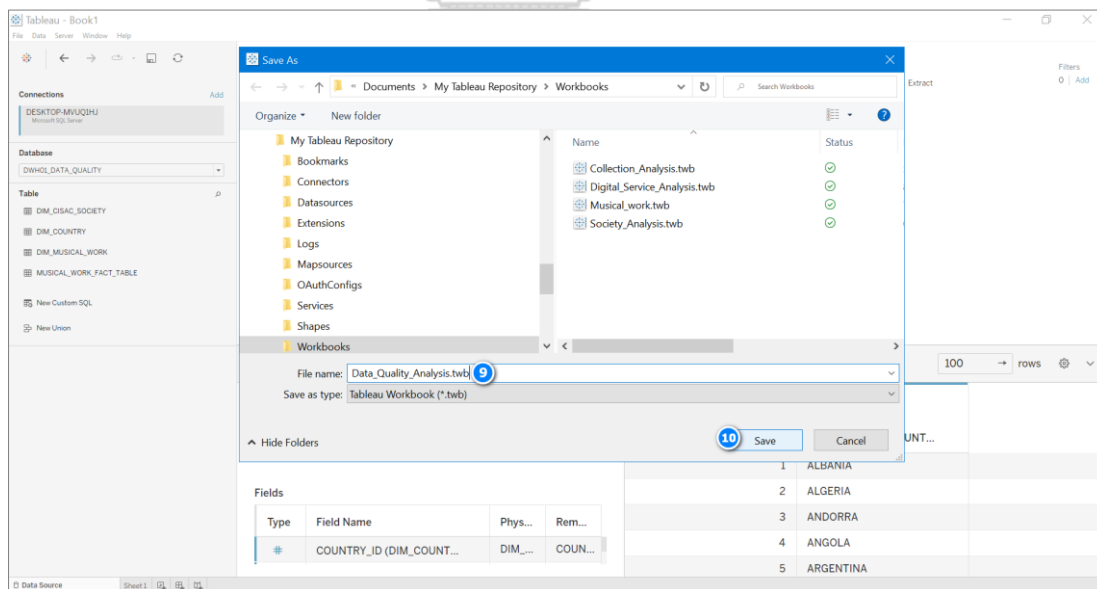 Tableau - Book1
File Data Server Window Help
Connections Add
DESKTOP-MVUQ1HJ
Microsoft SQL Server
Database
DWH01_DATA_QUALITY
Table
DIM_CISAC_SOCIETY
DIM_COUNTRY
DIM_MUSICAL_WORK
MUSICAL_WORK_FACT_TABLE
New Custom SQL
New Union
Save As
Documents > My Tableau Repository > Workbooks
Search Workbooks
Organize New folder
My Tableau Repository
Bookmarks
Connectors
Datasources
Extensions
Logs
Mapsources
OAuthConfigs
Services
Shapes
Workbooks
Name Status
Collection_Analysis.twb
Digital_Service_Analysis.twb
Musical_work.twb
Society_Analysis.twb
File name: Data_Quality_Analysis.twb 9
Save as type: Tableau Workbook (*.twb)
Hide Folders
10 Save Cancel
Extract
Filters
0 Add
100 → rows
UNT...
1 ALBANIA
2 ALGERIA
3 ANDORRA
4 ANGOLA
5 ARGENTINA
Fields
Type Field Name Phys... Rem...
# COUNTRY_ID (DIM_COUNT... DIM_... COUN...
Data Source Sheet1